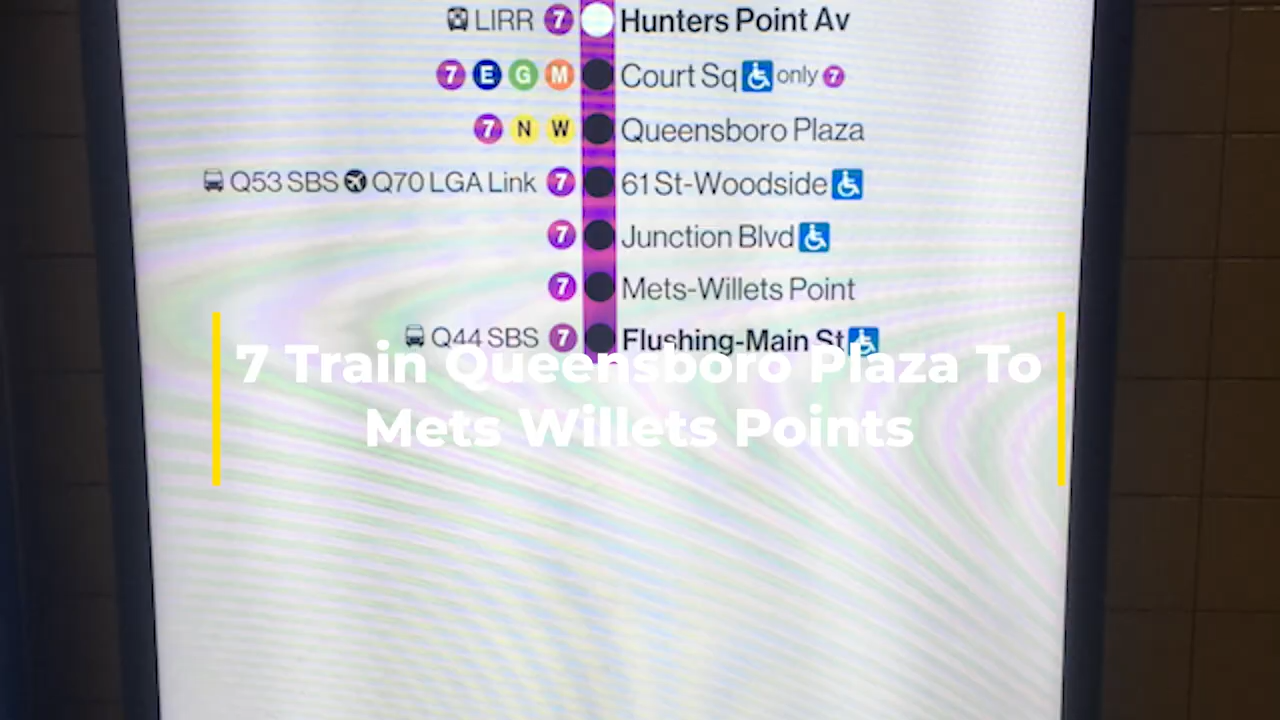 LIRR 7 Hunters Point Av
7 E G M Court Sq only 7
7 N W Queensboro Plaza
Q53 SBS Q70 LGA Link 7 61 St-Woodside
7 Junction Blvd
7 Mets-Willets Point
Q44 SBS 7 Flushing-Main St
7 Train Queensboro Plaza To
Mets Willets Points